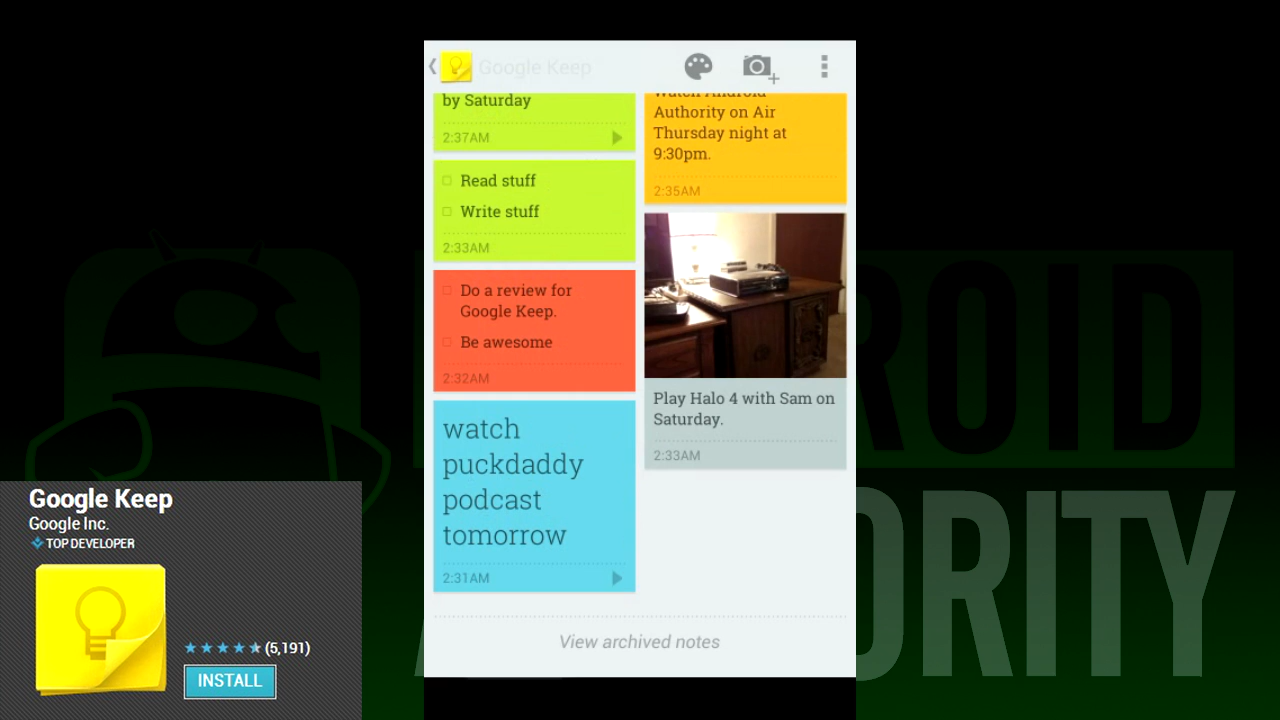 Google Keep
by Saturday
2:37AM
Read stuff
Write stuff
2:33AM
Do a review for
Google Keep.
Be awesome
2:32AM
watch
puckdaddy
podcast
tomorrow
2:31AM
Watch Android
Authority on Air
Thursday night at
9:30pm.
2:35AM
Play Halo 4 with Sam on
Saturday.
2:33AM
View archived notes
Google Keep
Google Inc.
TOP DEVELOPER
(5,191)
INSTALL
ROID
ORITY